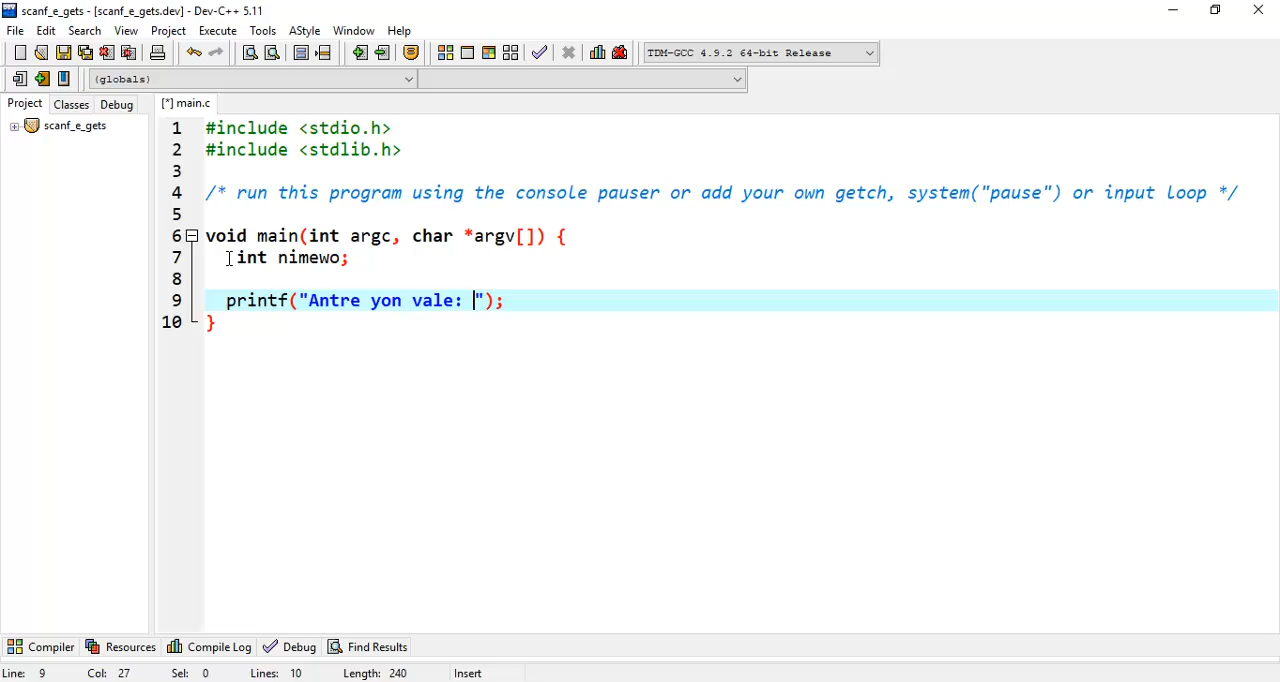 scanf_e_gets - [scanf_e_gets.dev] - Dev-C++ 5.11
File Edit Search View Project Execute Tools AStyle Window Help
TDM-GCC 4.9.2 64-bit Release
(globals)
Project Classes Debug [*] main.c
scanf_e_gets
1 #include <stdio.h>
2 #include <stdlib.h>
3
4 /* run this program using the console pauser or add your own getch, system("pause") or input loop */
5
6 void main(int argc, char *argv[]) {
7 int nimewo;
8
9 printf("Antre yon vale: ");
10 }
Compiler Resources Compile Log Debug Find Results
Line: 9 Col: 27 Sel: 0 Lines: 10 Length: 240 Insert